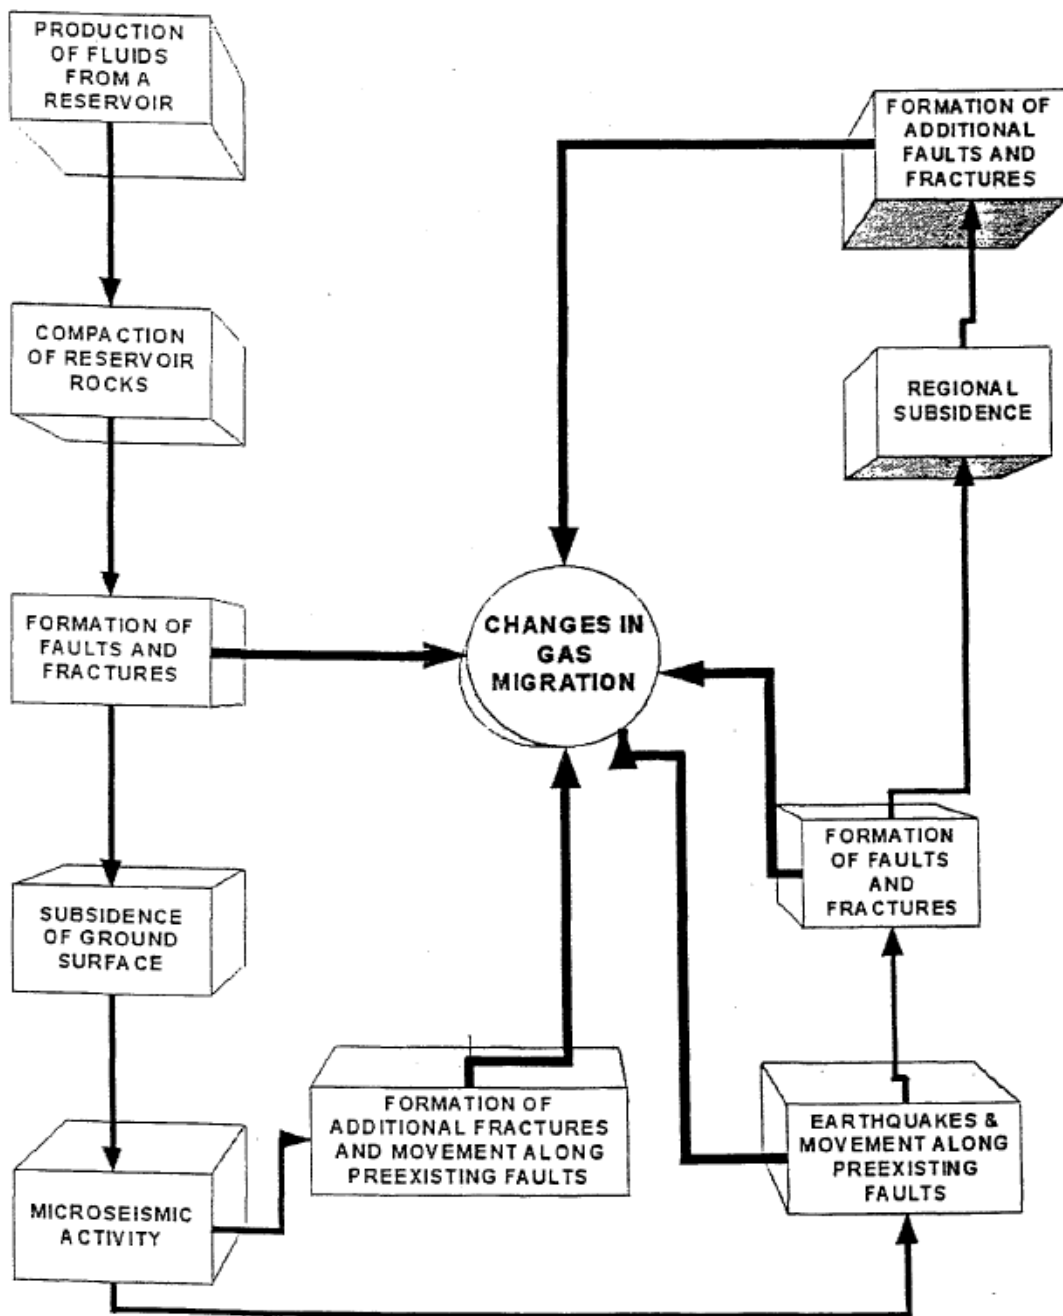 PRODUCTION
OF FLUIDS
FROM A
RESERVOIR
COMPACTION
OF RESERVOIR
ROCKS
FORMATION OF
FAULTS AND
FRACTURES
SUBSIDENCE
OF GROUND
SURFACE
MICROSEISMIC
ACTIVITY
FORMATION OF
ADDITIONAL FRACTURES
AND MOVEMENT ALONG
PREEXISTING FAULTS
CHANGES IN
GAS
MIGRATION
FORMATION OF
ADDITIONAL
FAULTS AND
FRACTURES
REGIONAL
SUBSIDENCE
FORMATION
OF FAULTS
AND
FRACTURES
EARTHQUAKES &
MOVEMENT ALONG
PREEXISTING
FAULTS